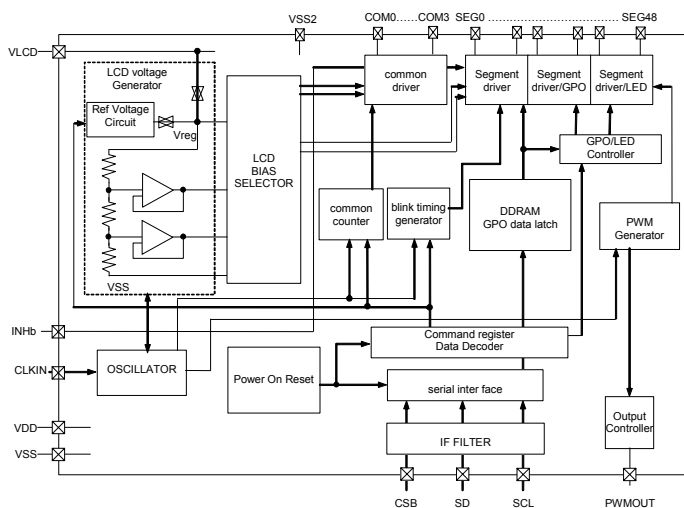 VSS2
COM0.......COM3
SEG0 ................................ SEG48
VLCD
LCD voltage
Generator
Ref Voltage
Circuit
Vreg
VSS
LCD
BIAS
SELECTOR
common
driver
Segment
driver
Segment
driver/GPO
Segment
driver/LED
GPO/LED
Controller
common
counter
blink timing
generator
DDRAM
GPO data latch
PWM
Generator
INHb
CLKIN
OSCILLATOR
Command register
Data Decoder
Power On Reset
serial inter face
VDD
VSS
IF FILTER
Output
Controller
CSB
SD
SCL
PWMOUT